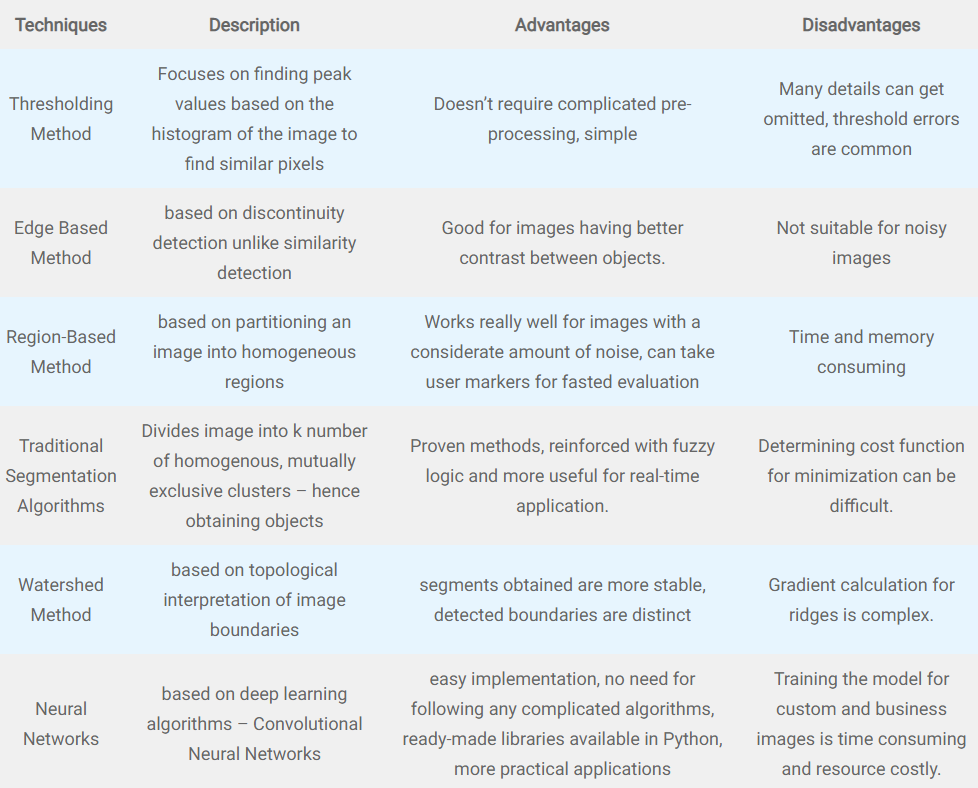 Techniques Description Advantages Disadvantages
Thresholding
Method
Focuses on finding peak
values based on the
histogram of the image to
find similar pixels
Doesn’t require complicated pre-
processing, simple
Many details can get
omitted, threshold errors
are common
Edge Based
Method
based on discontinuity
detection unlike similarity
detection
Good for images having better
contrast between objects.
Not suitable for noisy
images
Region-Based
Method
based on partitioning an
image into homogeneous
regions
Works really well for images with a
considerate amount of noise, can take
user markers for fasted evaluation
Time and memory
consuming
Traditional
Segmentation
Algorithms
Divides image into k number
of homogenous, mutually
exclusive clusters – hence
obtaining objects
Proven methods, reinforced with fuzzy
logic and more useful for real-time
application.
Determining cost function
for minimization can be
difficult.
Watershed
Method
based on topological
interpretation of image
boundaries
segments obtained are more stable,
detected boundaries are distinct
Gradient calculation for
ridges is complex.
Neural
Networks
based on deep learning
algorithms – Convolutional
Neural Networks
easy implementation, no need for
following any complicated algorithms,
ready-made libraries available in Python,
more practical applications
Training the model for
custom and business
images is time consuming
and resource costly.